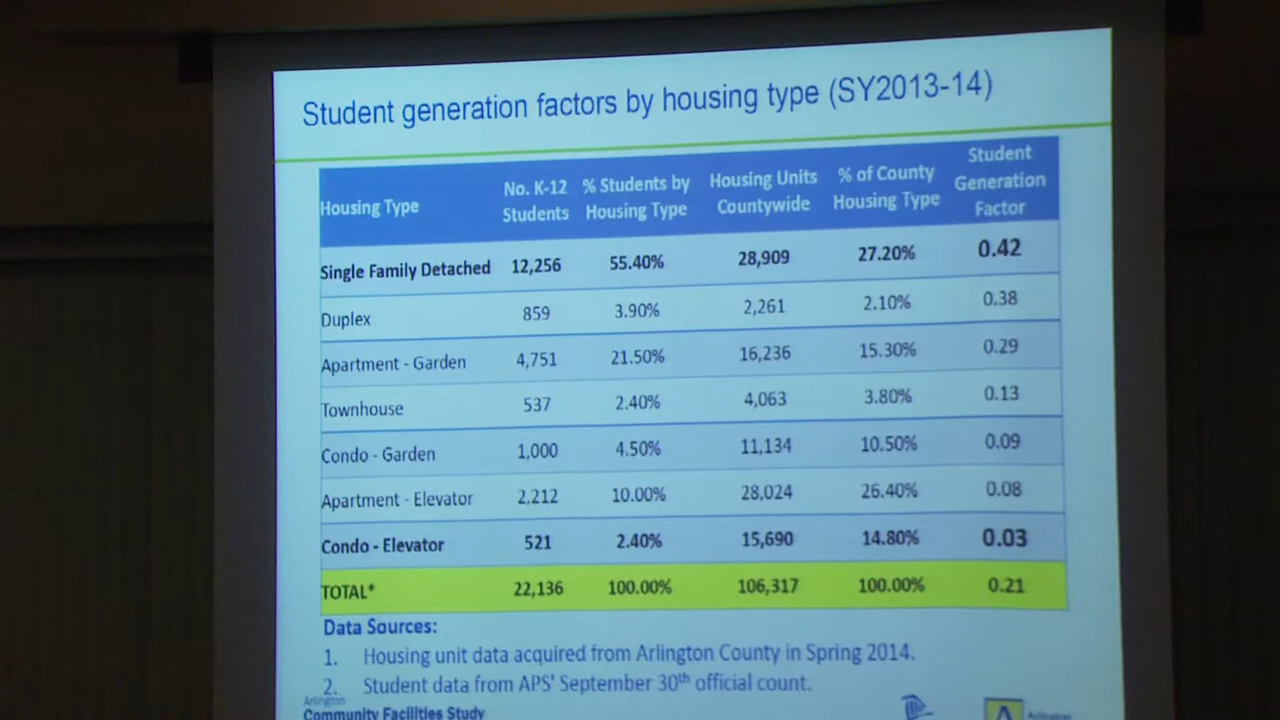 Student generation factors by housing type (SY2013-14)
Housing Type No. K-12 Students % Students by Housing Type Housing Units Countywide % of County Housing Type Student Generation Factor
Single Family Detached 12,256 55.40% 28,909 27.20% 0.42
Duplex 859 3.90% 2,261 2.10% 0.38
Apartment - Garden 4,751 21.50% 16,236 15.30% 0.29
Townhouse 537 2.40% 4,063 3.80% 0.13
Condo - Garden 1,000 4.50% 11,134 10.50% 0.09
Apartment - Elevator 2,212 10.00% 28,024 26.40% 0.08
Condo - Elevator 521 2.40% 15,690 14.80% 0.03
TOTAL* 22,136 100.00% 106,317 100.00% 0.21
Data Sources:
1. Housing unit data acquired from Arlington County in Spring 2014.
2. Student data from APS' September 30th official count.
Arlington
Community Facilities Study
Arlington